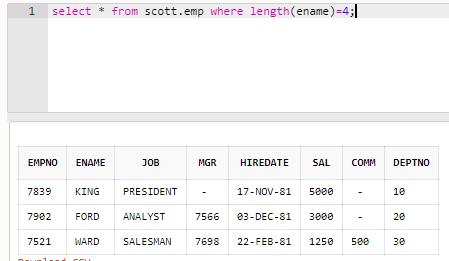 1 select * from scott.emp where length(ename)=4;
EMPNO ENAME JOB MGR HIREDATE SAL COMM DEPTNO
7839 KING PRESIDENT - 17-NOV-81 5000 - 10
7902 FORD ANALYST 7566 03-DEC-81 3000 - 20
7521 WARD SALESMAN 7698 22-FEB-81 1250 500 30
Download CSV